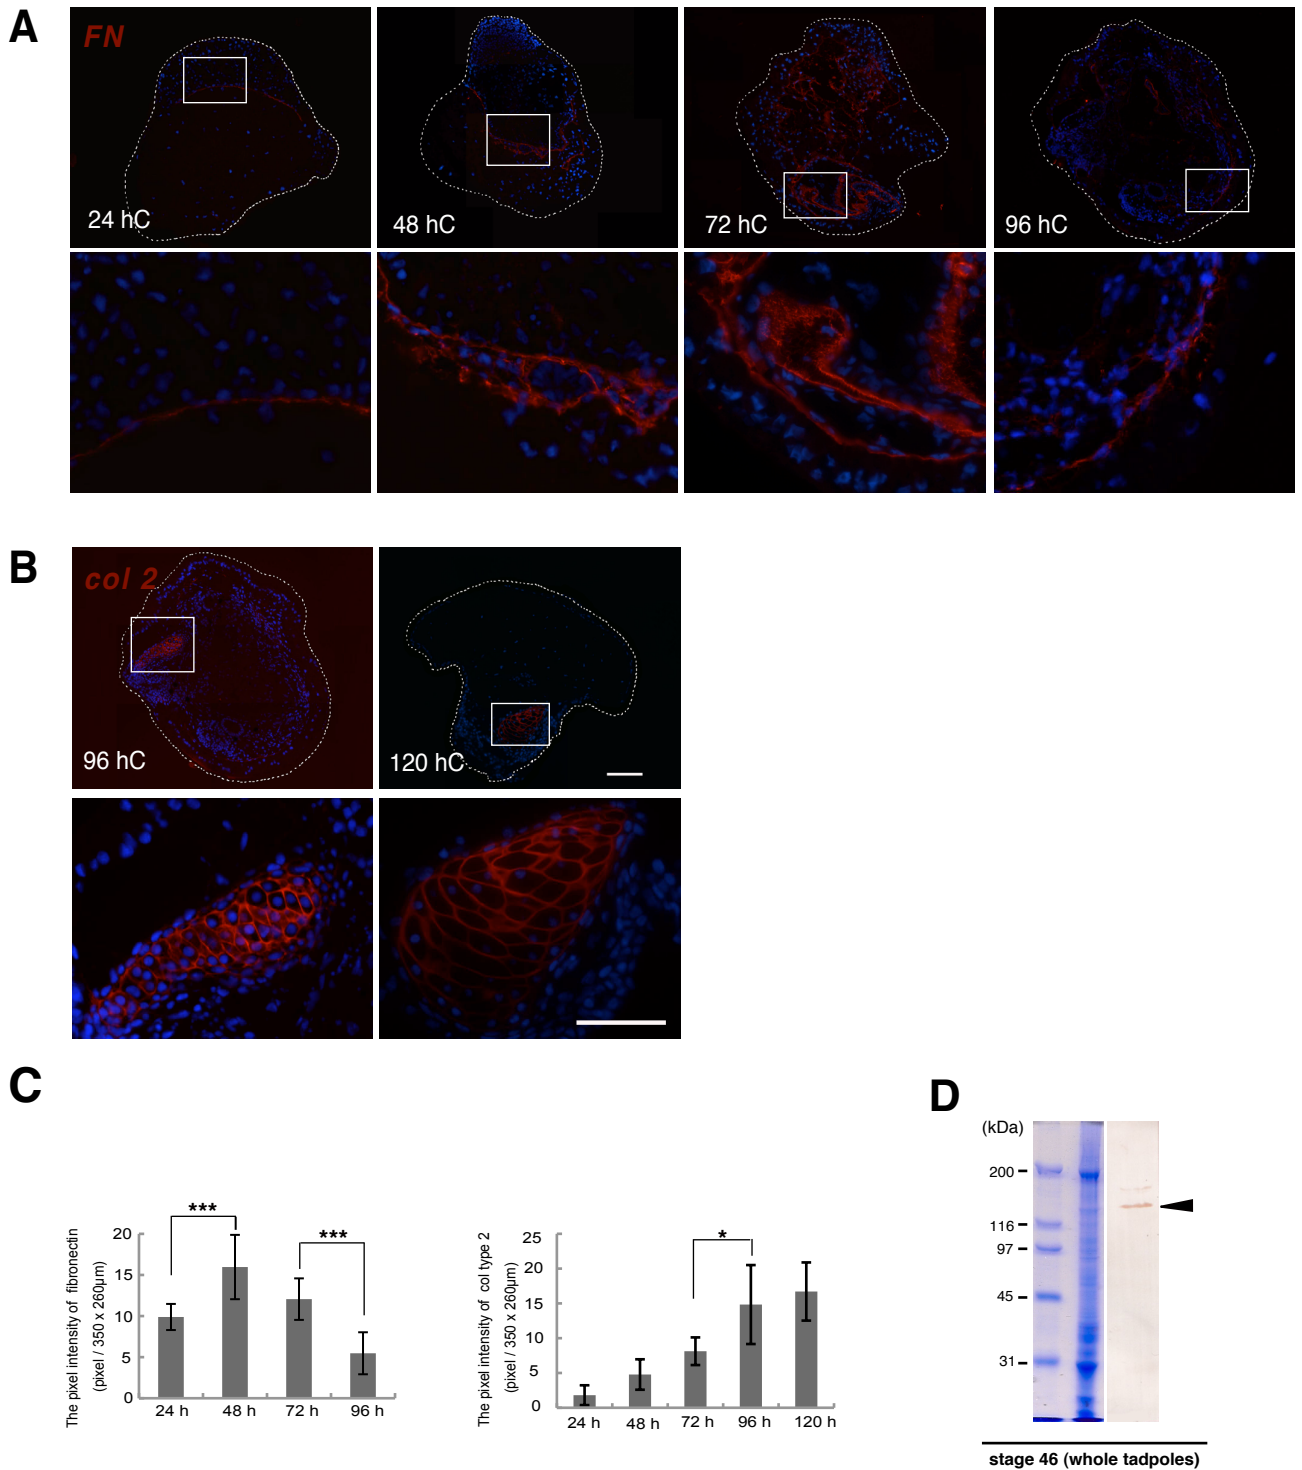 A
FN
24 hC
48 hC
72 hC
96 hC
B
col 2
96 hC
120 hC
C
The pixel intensity of fibronectin
(pixel / 350 x 260µm)
20
15
10
5
0
***
***
24 h 48 h 72 h 96 h
The pixel intensity of col type 2
(pixel / 350 x 260µm)
25
20
15
10
5
0
*
24 h 48 h 72 h 96 h 120 h
D
(kDa)
200
116
97
45
31
stage 46 (whole tadpoles)